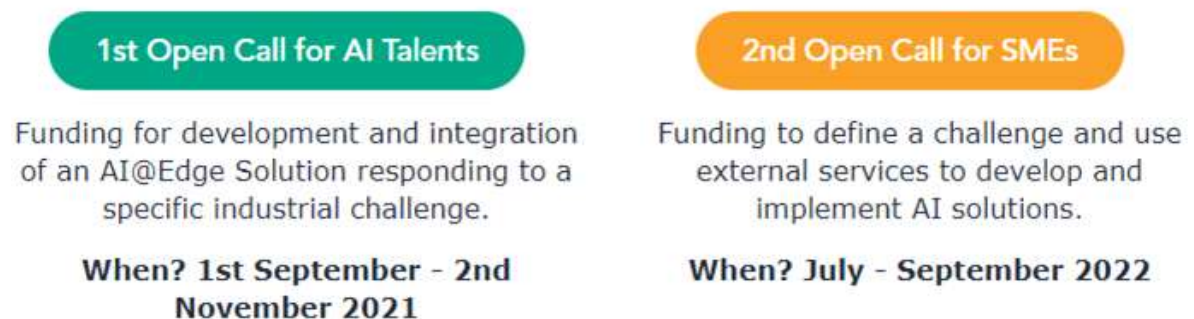 1st Open Call for AI Talents
Funding for development and integration
of an AI@Edge Solution responding to a
specific industrial challenge.
When? 1st September - 2nd
November 2021
2nd Open Call for SMEs
Funding to define a challenge and use
external services to develop and
implement AI solutions.
When? July - September 2022